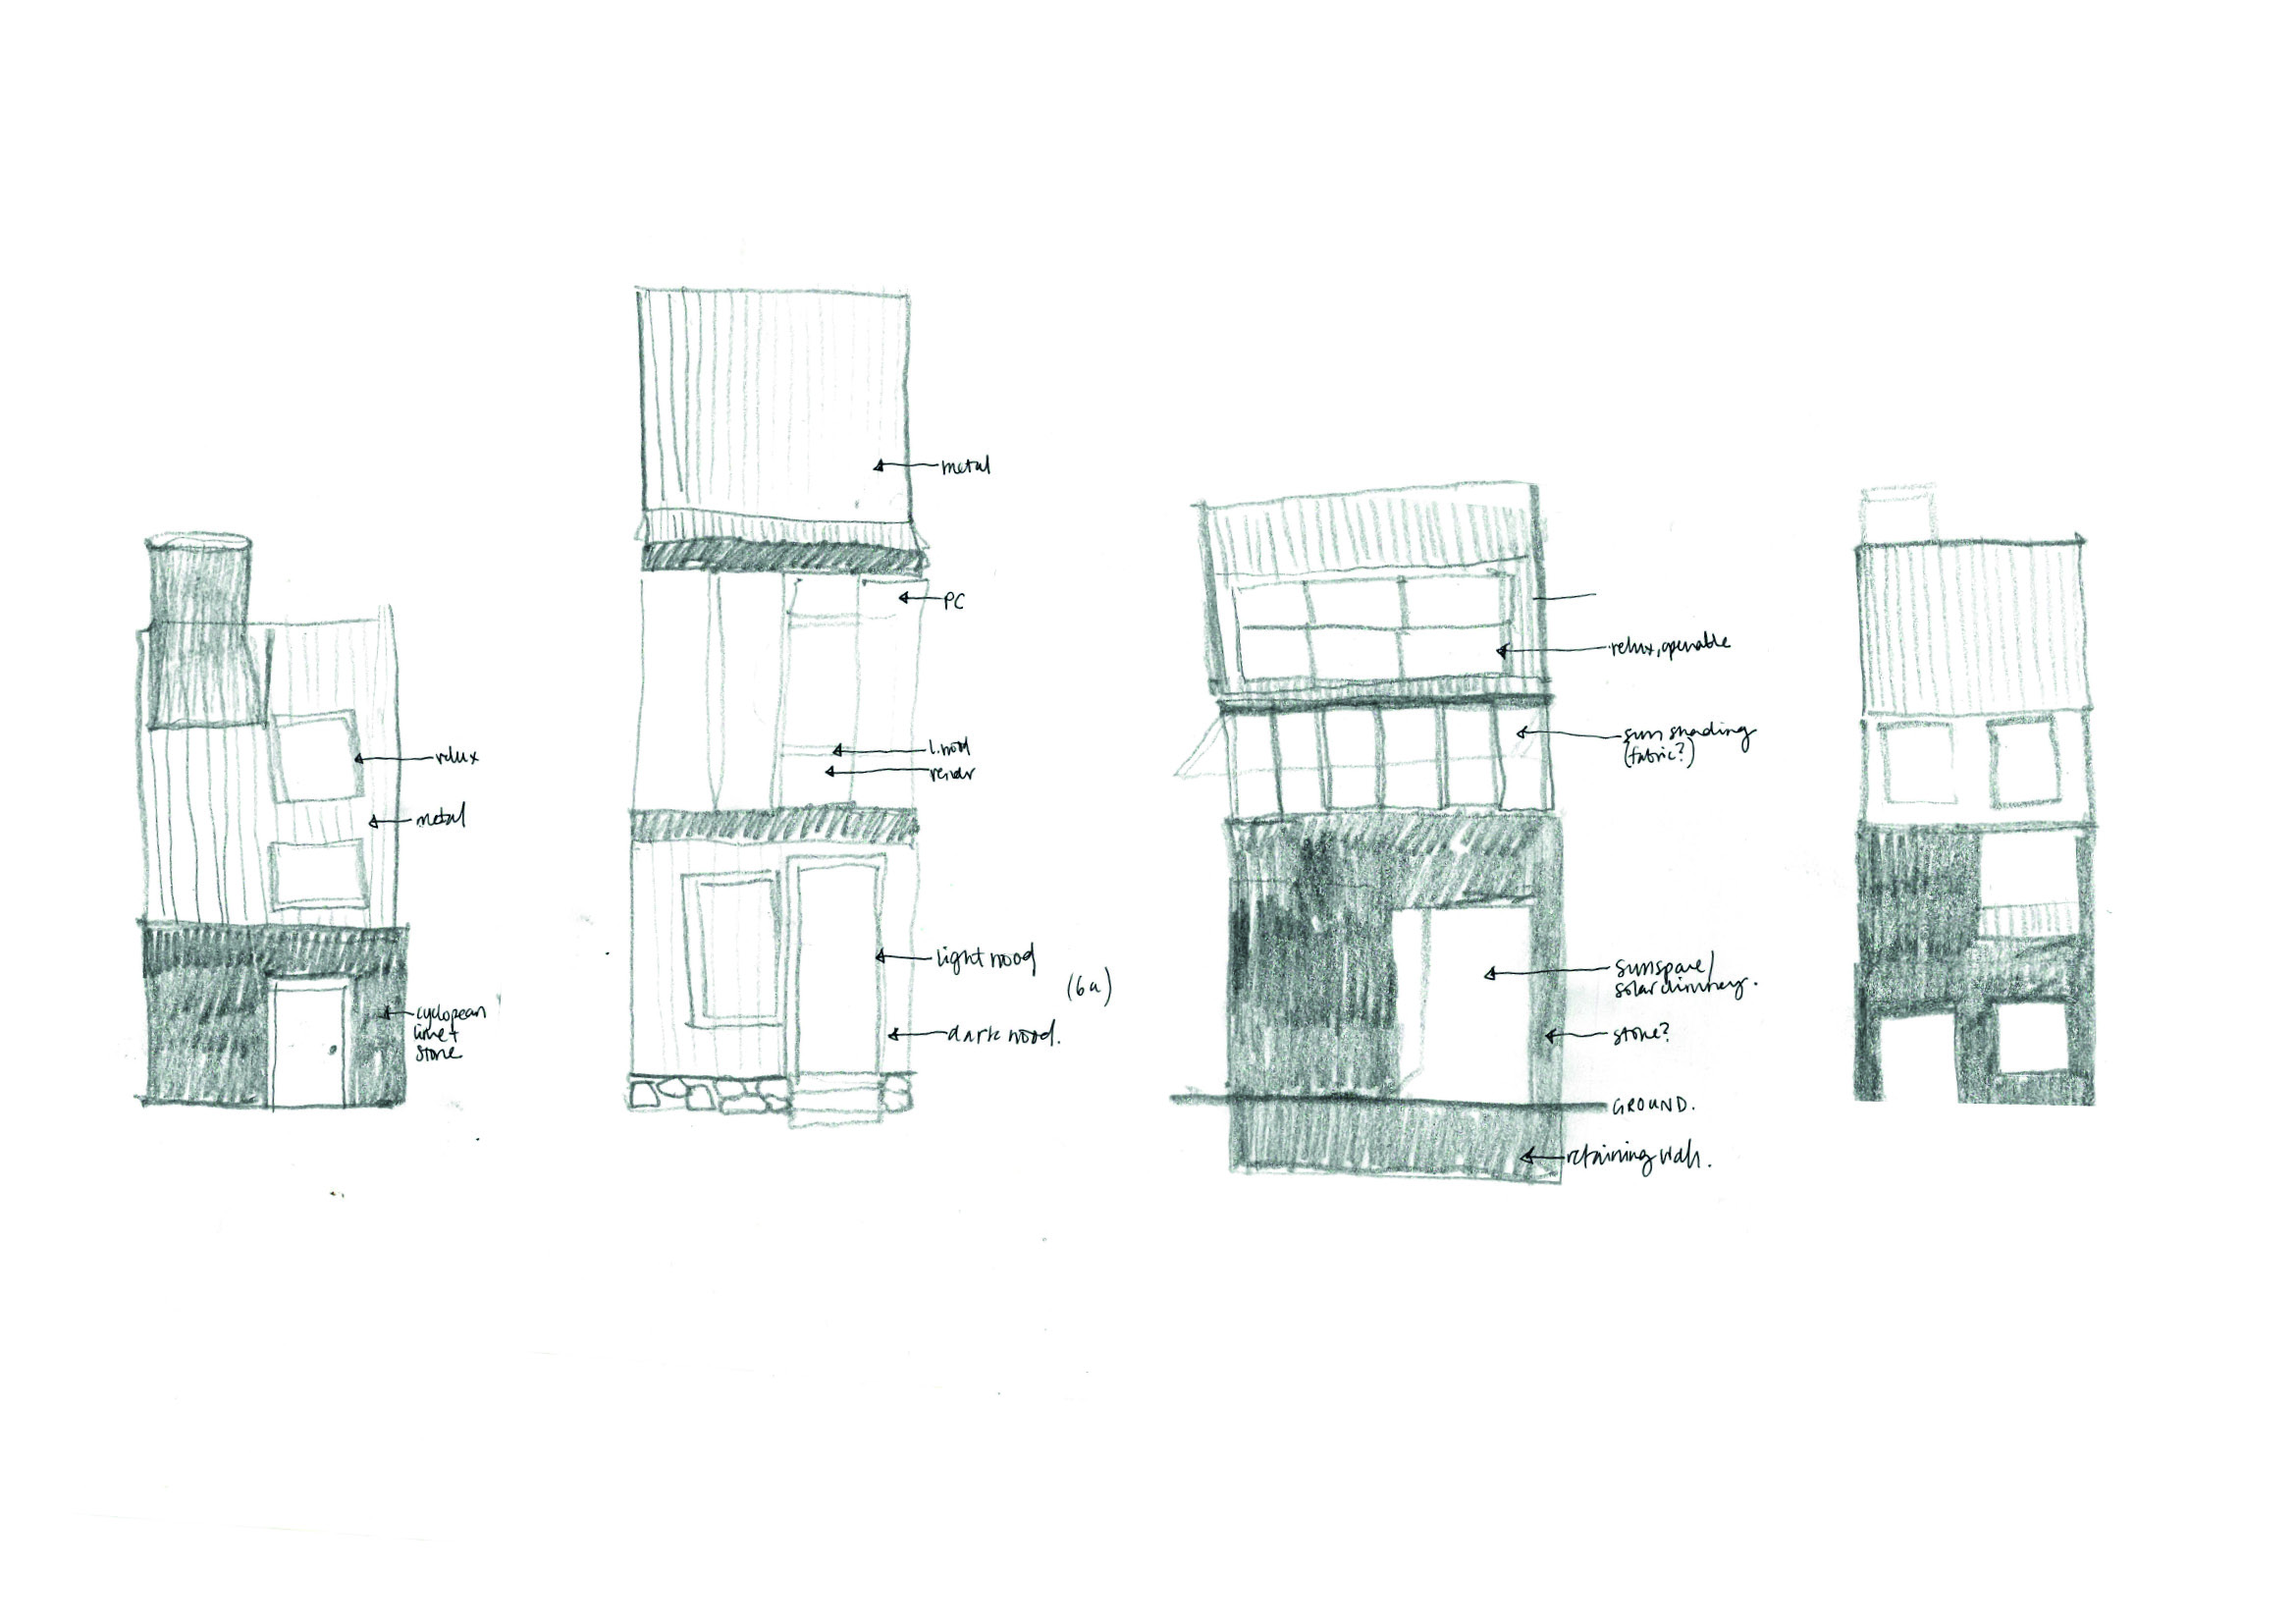 velux
metal
cyclopean
lime +
stone
metal
PC
l. wood
render
light wood
(6a)
dark wood.
velux, openable
sun shading
(fabric?)
sunspace/
solar chimney.
stone?
GROUND.
retaining wall.